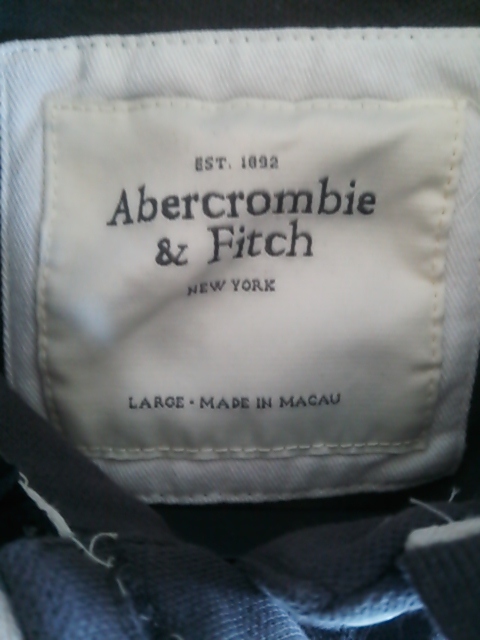 EST. 1892
Abercrombie
& Fitch
NEW YORK
LARGE • MADE IN MACAU